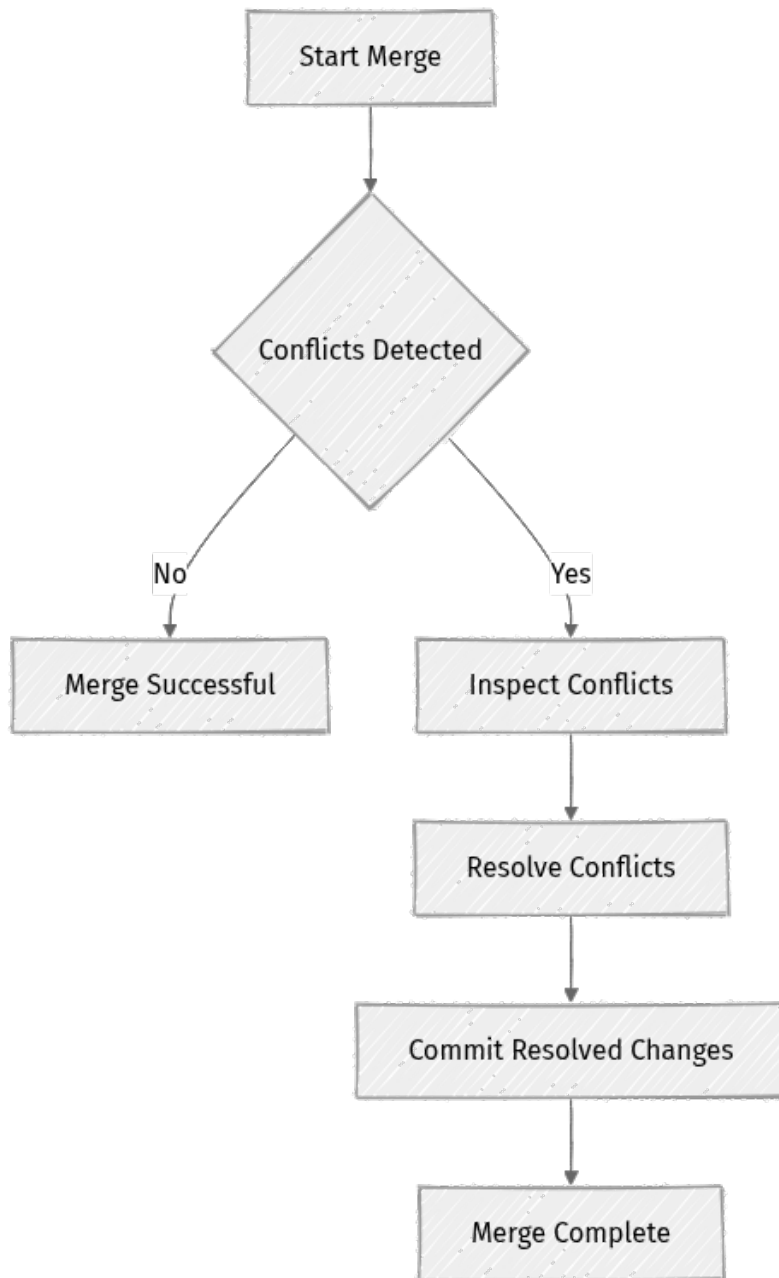 Start Merge
Conflicts Detected
No
Yes
Merge Successful
Inspect Conflicts
Resolve Conflicts
Commit Resolved Changes
Merge Complete